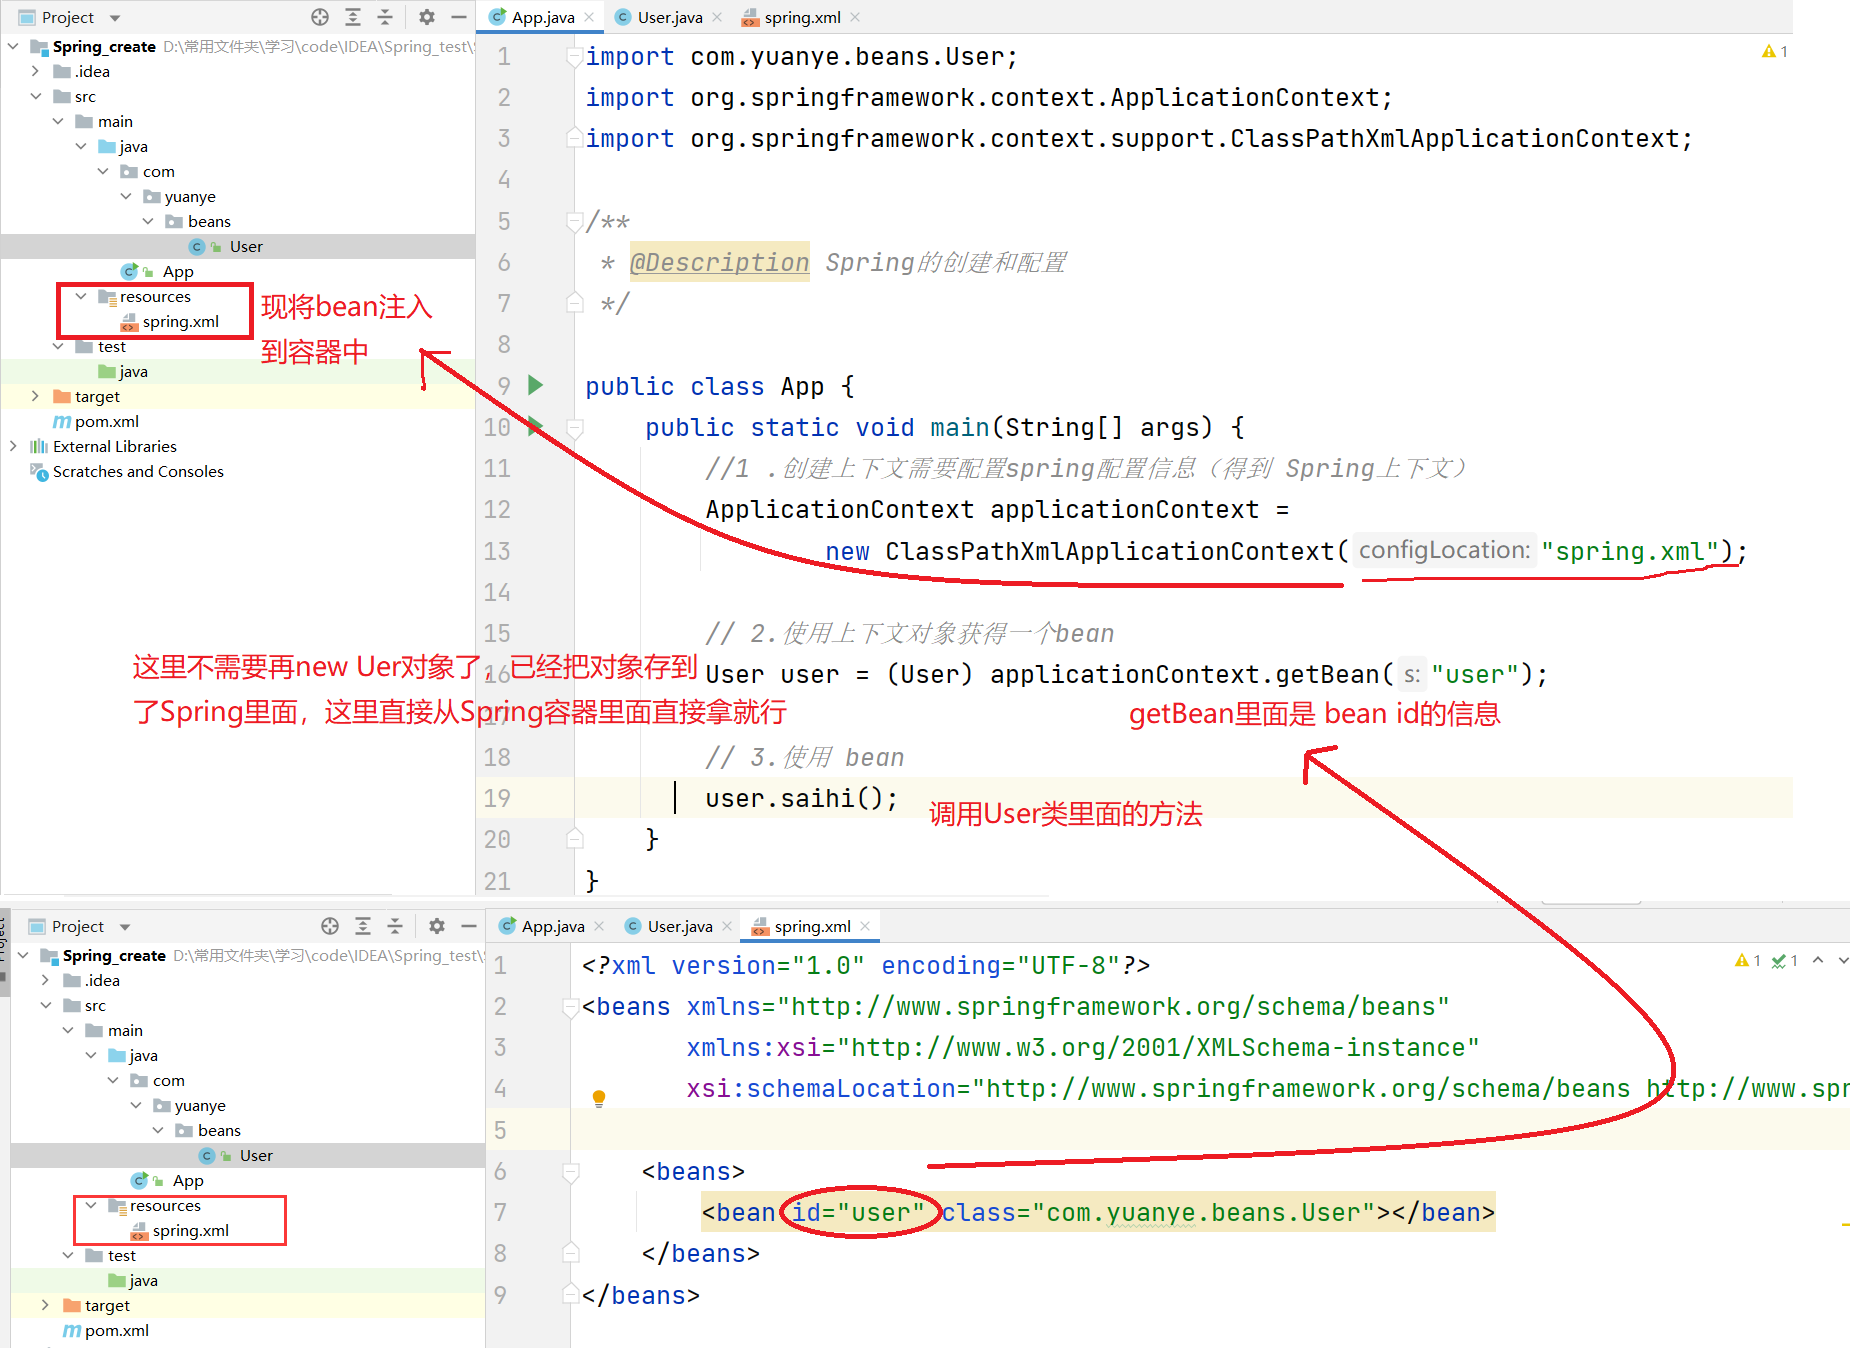 Project
App.java
User.java
spring.xml
Spring_create D:\常用文件夹\学习\code\IDEA\Spring_test\
.idea
src
main
java
com
yuanye
beans
User
App
resources
spring.xml
test
java
target
pom.xml
External Libraries
Scratches and Consoles
现将bean注入
到容器中
1 import com.yuanye.beans.User;
2 import org.springframework.context.ApplicationContext;
3 import org.springframework.context.support.ClassPathXmlApplicationContext;
4
5 /**
6 * @Description Spring的创建和配置
7 */
8
9 public class App {
10 public static void main(String[] args) {
11 //1 .创建上下文需要配置spring配置信息（得到 Spring上下文）
12 ApplicationContext applicationContext =
13 new ClassPathXmlApplicationContext( configLocation: "spring.xml");
14
15 // 2.使用上下文对象获得一个bean
16 User user = (User) applicationContext.getBean( s: "user");
18 // 3.使用 bean
19 user.saihi();
20 }
21 }
1
这里不需要再new Uer对象了，已经把对象存到
了Spring里面，这里直接从Spring容器里面直接拿就行
getBean里面是 bean id的信息
调用User类里面的方法
Project
App.java
User.java
spring.xml
Spring_create D:\常用文件夹\学习\code\IDEA\Spring_test\
.idea
src
main
java
com
yuanye
beans
User
App
resources
spring.xml
test
java
target
pom.xml
1 <?xml version="1.0" encoding="UTF-8"?>
2 <beans xmlns="http://www.springframework.org/schema/beans"
3 xmlns:xsi="http://www.w3.org/2001/XMLSchema-instance"
4 xsi:schemaLocation="http://www.springframework.org/schema/beans http://www.spr
5
6 <beans>
7 <bean id="user" class="com.yuanye.beans.User"></bean>
8 </beans>
9 </beans>
1 1